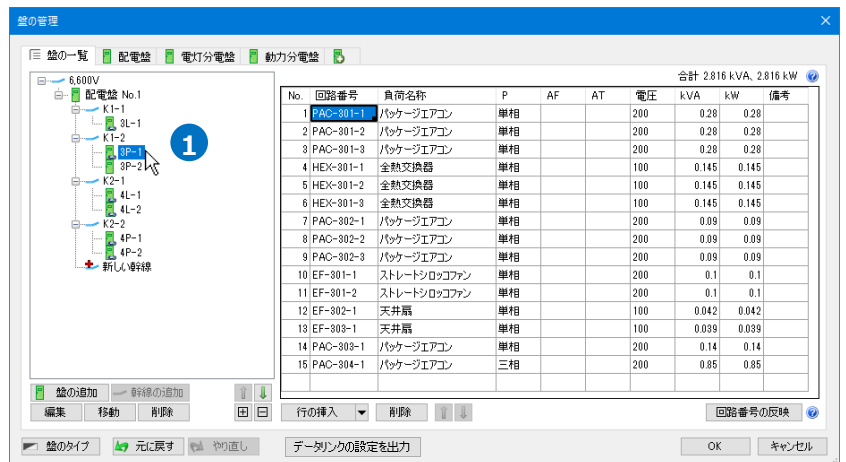 盤の管理
盤の一覧 配電盤 電灯分電盤 動力分電盤
合計 2.816 kVA、2.816 kW
6,600V
配電盤 No.1
K1-1
3L-1
K1-2
3P-1
3P-2
K2-1
4L-1
4L-2
K2-2
4P-1
4P-2
新しい幹線
1
No. 回路番号 負荷名称 P AF AT 電圧 kVA kW 備考
1 PAC-301-1 パッケージエアコン 単相 200 0.28 0.28
2 PAC-301-2 パッケージエアコン 単相 200 0.28 0.28
3 PAC-301-3 パッケージエアコン 単相 200 0.28 0.28
4 HEX-301-1 全熱交換器 単相 100 0.145 0.145
5 HEX-301-2 全熱交換器 単相 100 0.145 0.145
6 HEX-301-3 全熱交換器 単相 100 0.145 0.145
7 PAC-302-1 パッケージエアコン 単相 200 0.09 0.09
8 PAC-302-2 パッケージエアコン 単相 200 0.09 0.09
9 PAC-302-3 パッケージエアコン 単相 200 0.09 0.09
10 EF-301-1 ストレートシロッコファン 単相 200 0.1 0.1
11 EF-301-2 ストレートシロッコファン 単相 200 0.1 0.1
12 EF-302-1 天井扇 単相 100 0.042 0.042
13 EF-303-1 天井扇 単相 100 0.039 0.039
14 PAC-303-1 パッケージエアコン 単相 200 0.14 0.14
15 PAC-304-1 パッケージエアコン 三相 200 0.85 0.85
盤の追加 幹線の追加
編集 移動 削除 行の挿入 削除 回路番号の反映
盤のタイプ 元に戻す やり直し データリンクの設定を出力 OK キャンセル